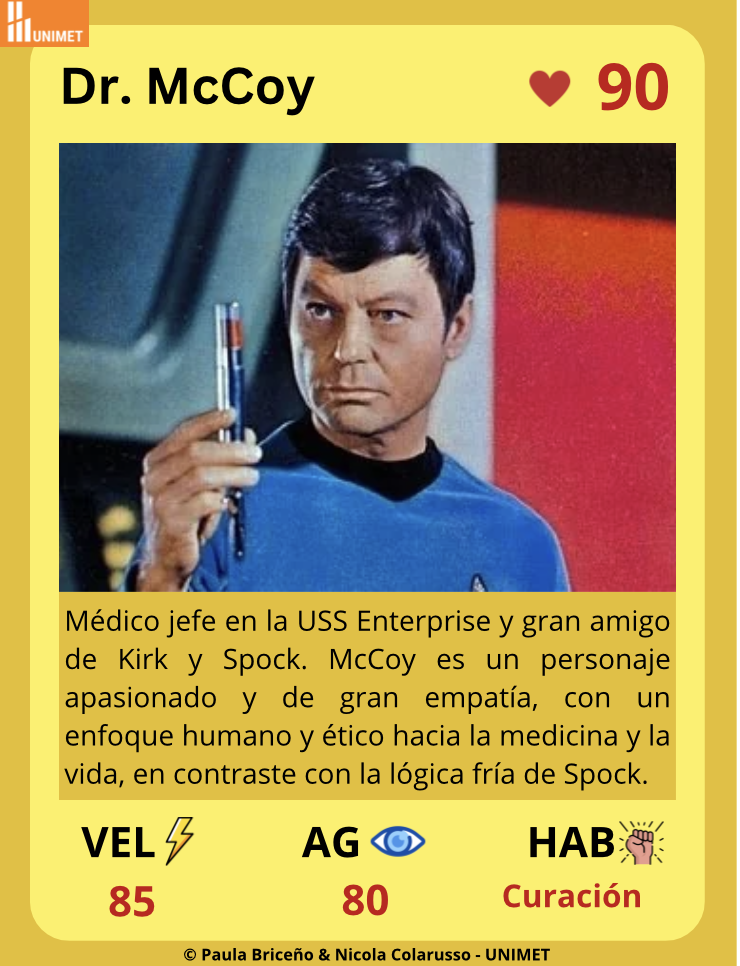 UNIMET
Dr. McCoy
90
Médico jefe en la USS Enterprise y gran amigo
de Kirk y Spock. McCoy es un personaje
apasionado y de gran empatía, con un
enfoque humano y ético hacia la medicina y la
vida, en contraste con la lógica fría de Spock.
VEL AG HAB
85 80 Curación
© Paula Briceño & Nicola Colarusso - UNIMET